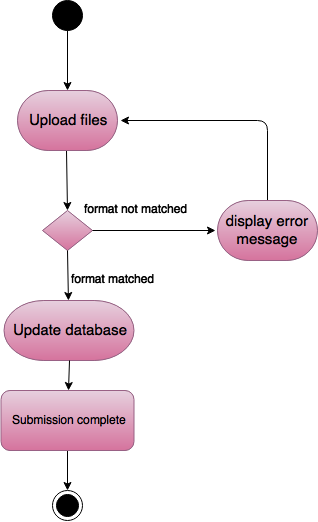 Upload files
format not matched
display error
message
format matched
Update database
Submission complete